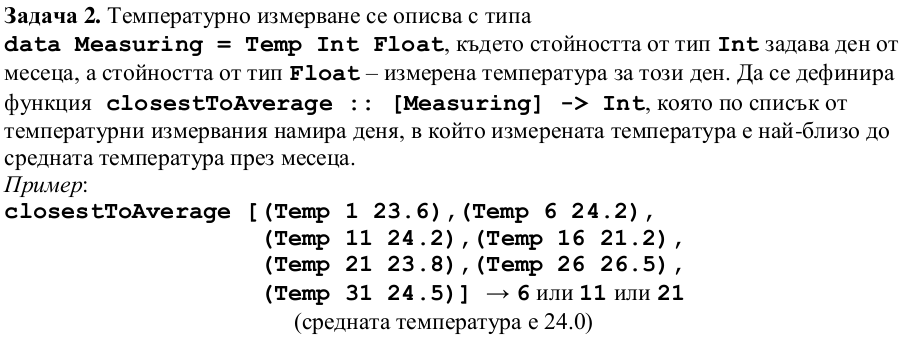 Задача 2. Температурно измерване се описва с типа
data Measuring = Temp Int Float, където стойността от тип Int задава ден от
месеца, а стойността от тип Float – измерена температура за този ден. Да се дефинира
функция closestToAverage :: [Measuring] -> Int, която по списък от
температурни измервания намира деня, в който измерената температура е най-близо до
средната температура през месеца.
Пример:
closestToAverage [(Temp 1 23.6),(Temp 6 24.2),
(Temp 11 24.2),(Temp 16 21.2),
(Temp 21 23.8),(Temp 26 26.5),
(Temp 31 24.5)] → 6 или 11 или 21
(средната температура е 24.0)